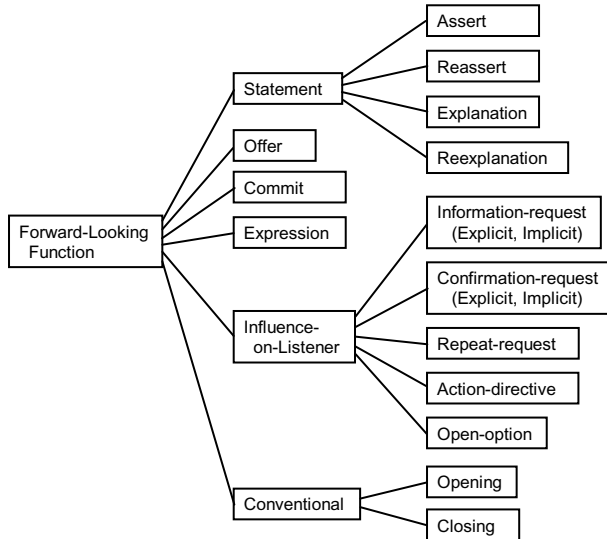 Forward-Looking
Function
Statement
Offer
Commit
Expression
Influence-
on-Listener
Conventional
Assert
Reassert
Explanation
Reexplanation
Information-request
(Explicit, Implicit)
Confirmation-request
(Explicit, Implicit)
Repeat-request
Action-directive
Open-option
Opening
Closing